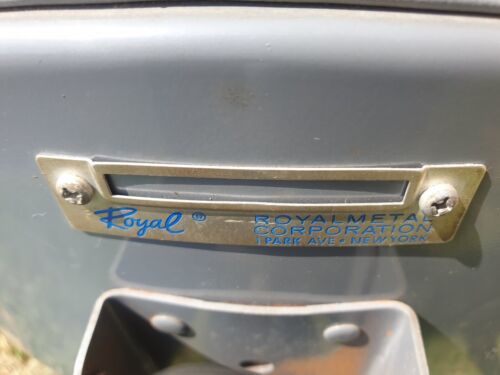 Royal ®
ROYALMETAL
CORPORATION
1 PARK AVE • NEW YORK